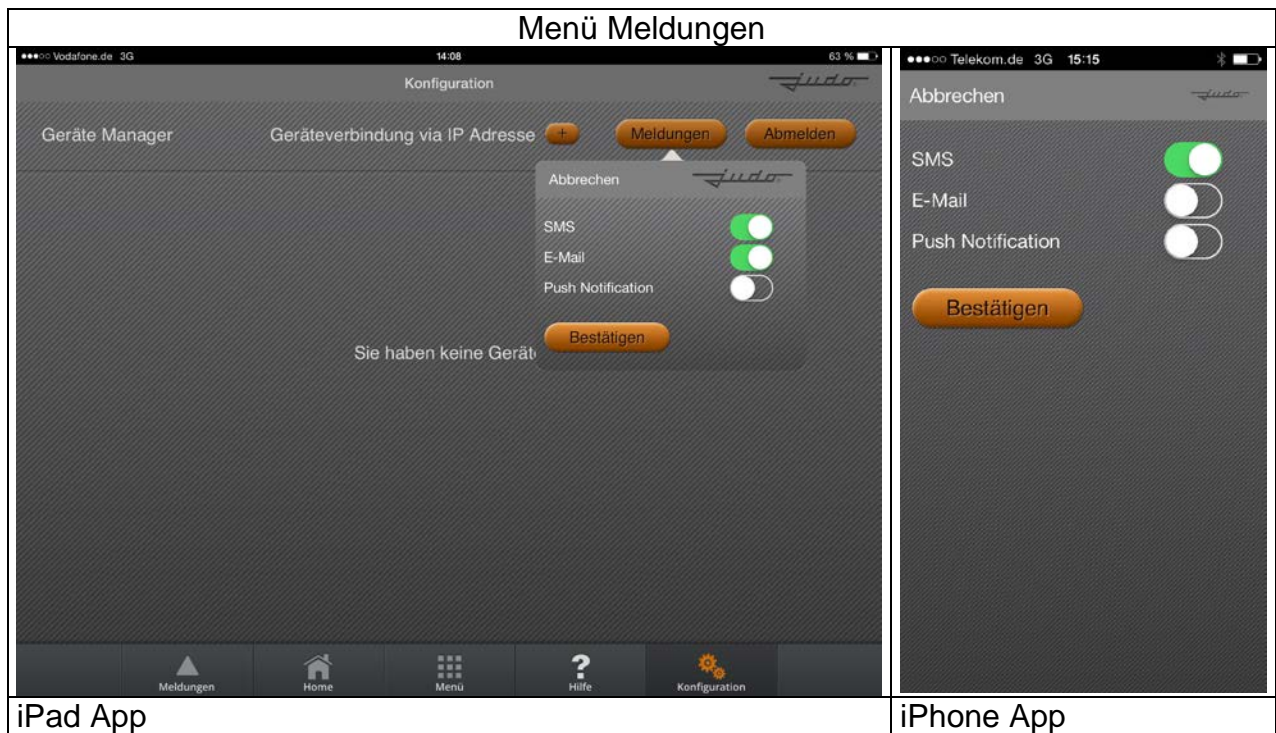 Menü Meldungen
Vodafone.de 3G 14:08 63 %
Konfiguration judo
Geräte Manager Geräteverbindung via IP Adresse + Meldungen Abmelden
Abbrechen judo
SMS
E-Mail
Push Notification
Bestätigen
Sie haben keine Gerät
Meldungen Home Menü ? Hilfe Konfiguration
iPad App
Telekom.de 3G 15:15
Abbrechen judo
SMS
E-Mail
Push Notification
Bestätigen
iPhone App